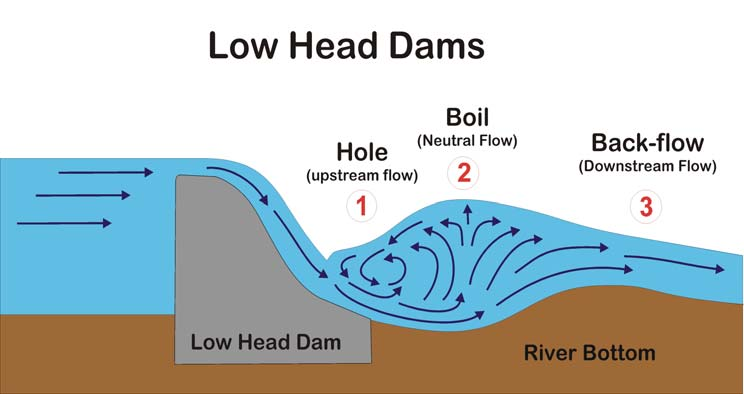 Low Head Dams
Boil
(Neutral Flow)
2
Hole
(upstream flow)
1
Back-flow
(Downstream Flow)
3
Low Head Dam
River Bottom